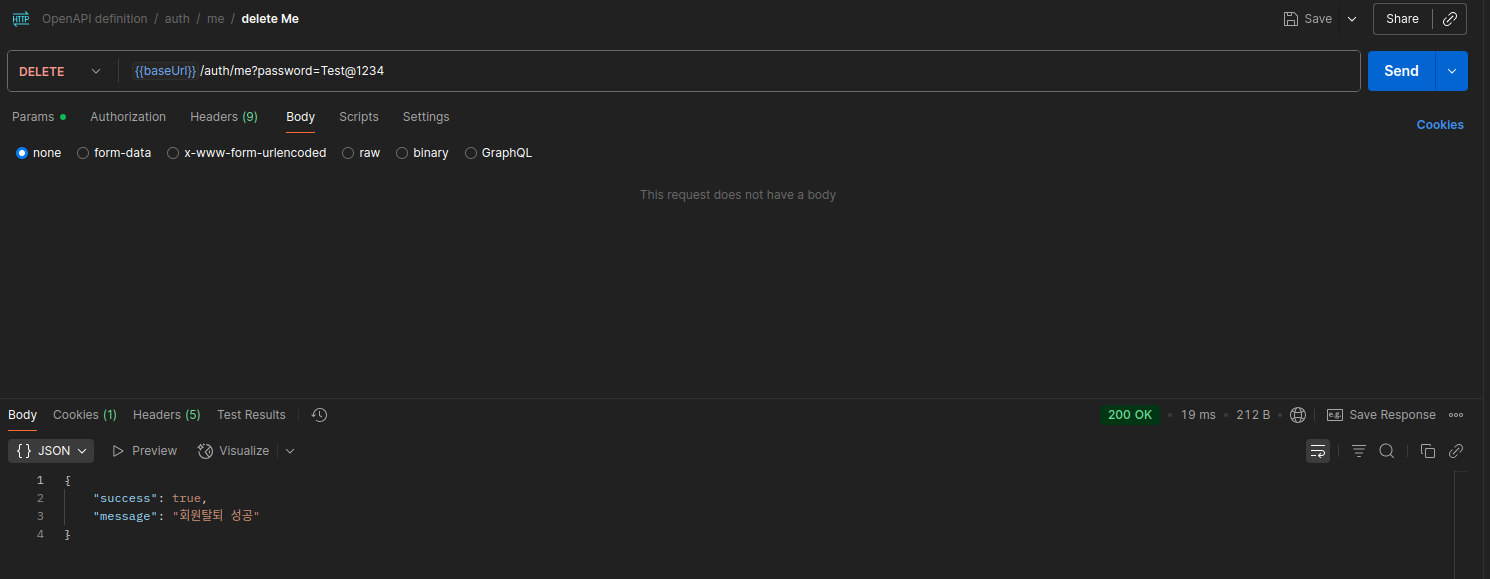 HTTP OpenAPI definition / auth / me / delete Me Save Share
DELETE {{baseUrl}} /auth/me?password=Test@1234 Send
Params Authorization Headers (9) Body Scripts Settings Cookies
none form-data x-www-form-urlencoded raw binary GraphQL
This request does not have a body
Body Cookies (1) Headers (5) Test Results 200 OK 19 ms 212 B e.g. Save Response
{} JSON Preview Visualize
1 {
2 "success": true,
3 "message": "회원탈퇴 성공"
4 }